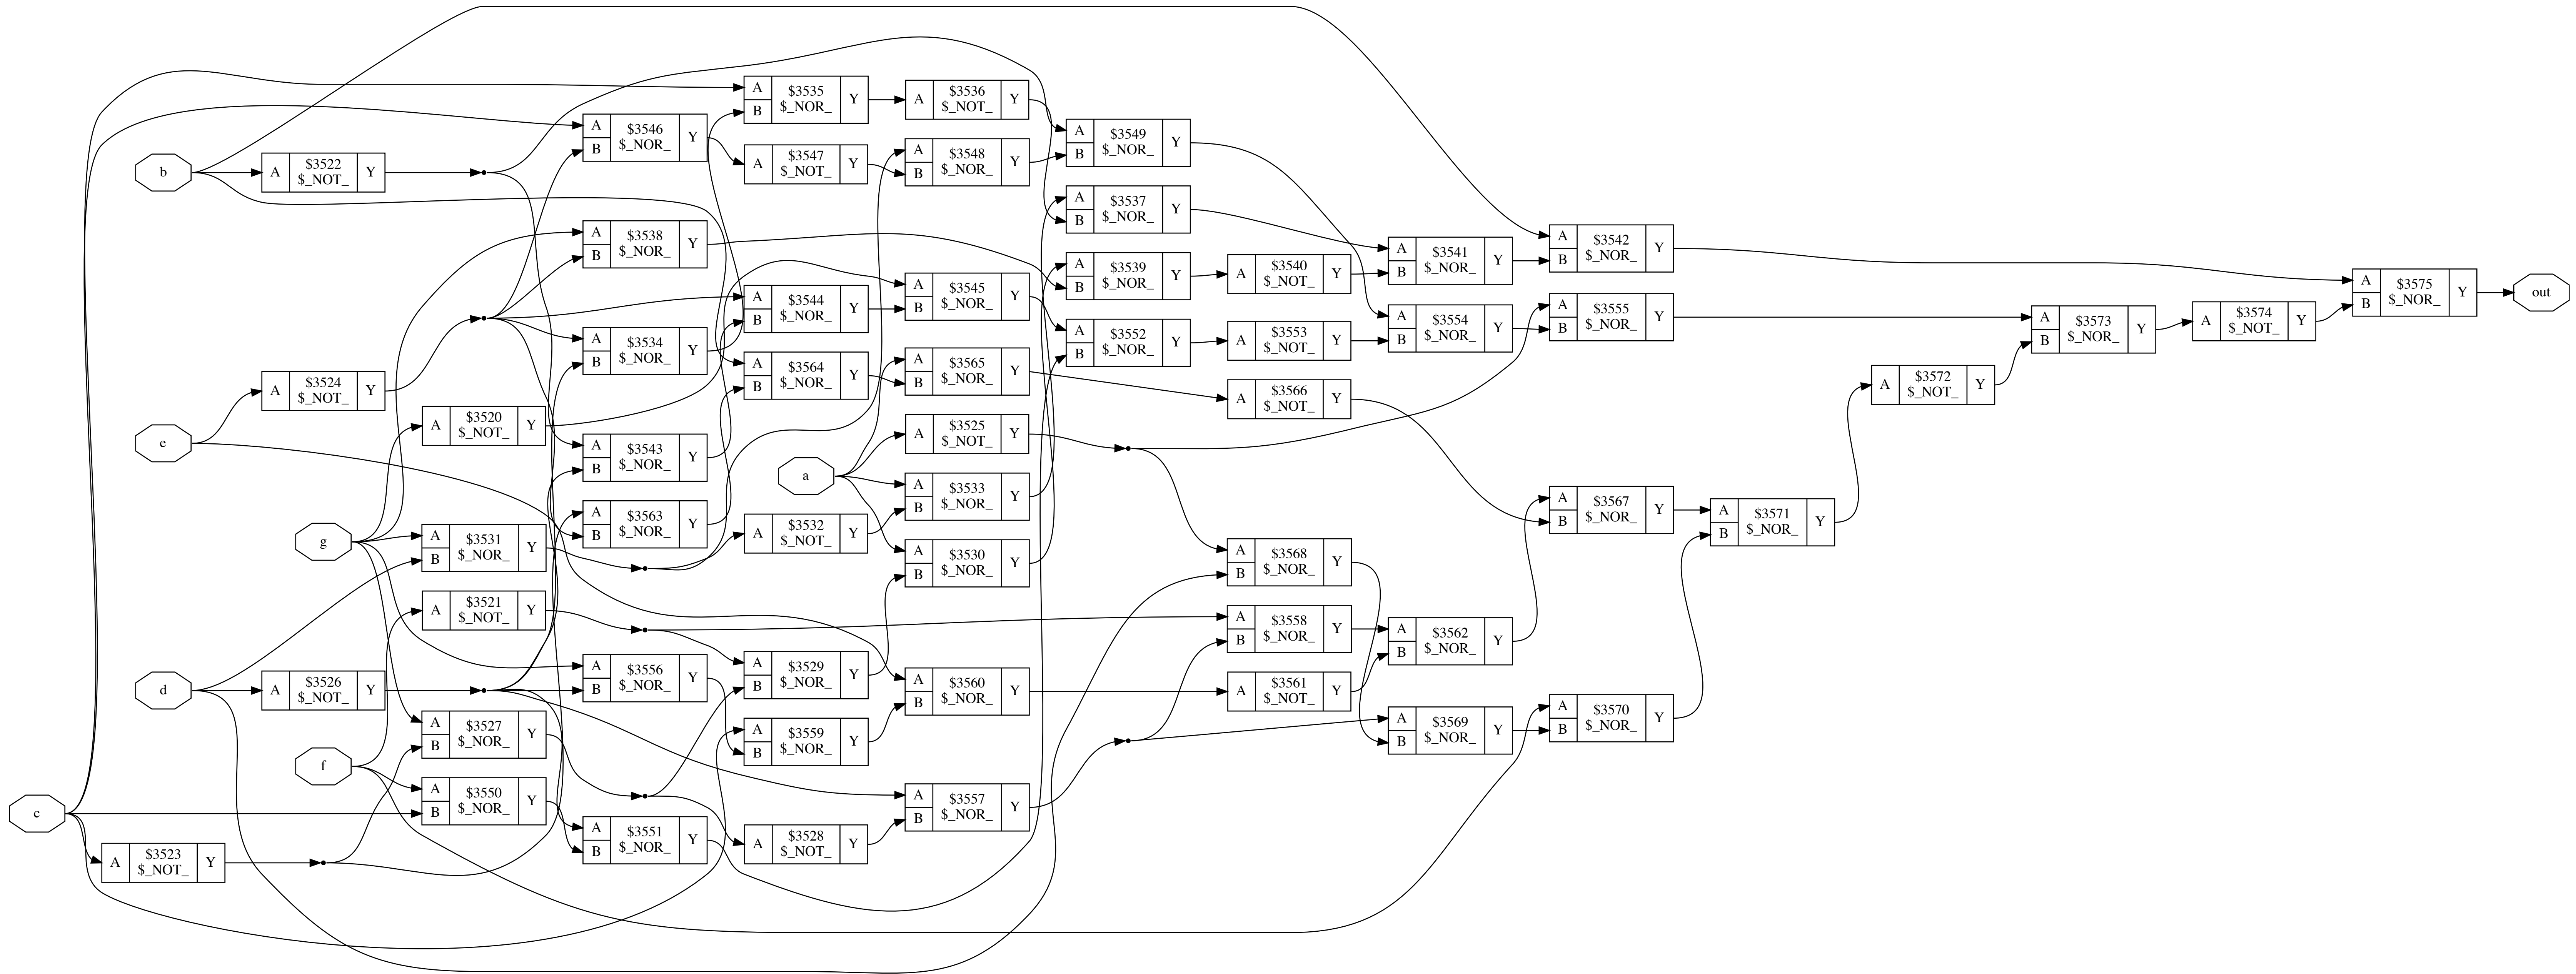 b
e
g
d
f
c
a
out
A $3522 Y
$_NOT_
A $3524 Y
$_NOT_
A $3526 Y
$_NOT_
A $3523 Y
$_NOT_
A $3520 Y
$_NOT_
A B $3531 Y
$_NOR_
A $3521 Y
$_NOT_
A B $3527 Y
$_NOR_
A B $3550 Y
$_NOR_
A B $3546 Y
$_NOR_
A B $3538 Y
$_NOR_
A B $3534 Y
$_NOR_
A B $3543 Y
$_NOR_
A B $3563 Y
$_NOR_
A B $3556 Y
$_NOR_
A B $3551 Y
$_NOR_
A B $3535 Y
$_NOR_
A $3547 Y
$_NOT_
A B $3544 Y
$_NOR_
A B $3564 Y
$_NOR_
A $3532 Y
$_NOT_
A B $3529 Y
$_NOR_
A B $3559 Y
$_NOR_
A $3528 Y
$_NOT_
A $3536 Y
$_NOT_
A B $3548 Y
$_NOR_
A B $3545 Y
$_NOR_
A B $3565 Y
$_NOR_
A $3525 Y
$_NOT_
A B $3533 Y
$_NOR_
A B $3530 Y
$_NOR_
A B $3560 Y
$_NOR_
A B $3557 Y
$_NOR_
A B $3549 Y
$_NOR_
A B $3537 Y
$_NOR_
A B $3539 Y
$_NOR_
A B $3552 Y
$_NOR_
A $3540 Y
$_NOT_
A $3553 Y
$_NOT_
A $3566 Y
$_NOT_
A B $3568 Y
$_NOR_
A B $3558 Y
$_NOR_
A $3561 Y
$_NOT_
A B $3541 Y
$_NOR_
A B $3554 Y
$_NOR_
A B $3562 Y
$_NOR_
A B $3569 Y
$_NOR_
A B $3542 Y
$_NOR_
A B $3555 Y
$_NOR_
A B $3567 Y
$_NOR_
A B $3570 Y
$_NOR_
A B $3571 Y
$_NOR_
A $3572 Y
$_NOT_
A B $3573 Y
$_NOR_
A $3574 Y
$_NOT_
A B $3575 Y
$_NOR_